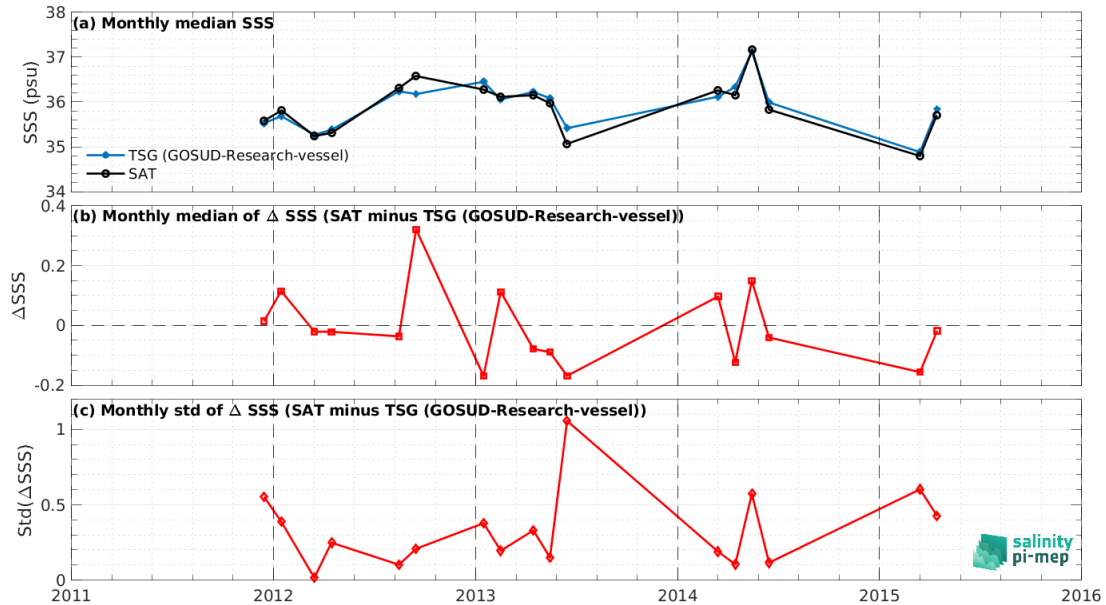 (a) Monthly median SSS
38
37
36
35
34
SSS (psu)
TSG (GOSUD-Research-vessel)
SAT
(b) Monthly median of Δ SSS (SAT minus TSG (GOSUD-Research-vessel))
0.4
0.2
0
-0.2
ΔSSS
(c) Monthly std of Δ SSS (SAT minus TSG (GOSUD-Research-vessel))
1
0.5
0
Std(ΔSSS)
2011 2012 2013 2014 2015 2016
salinity
pi-mep